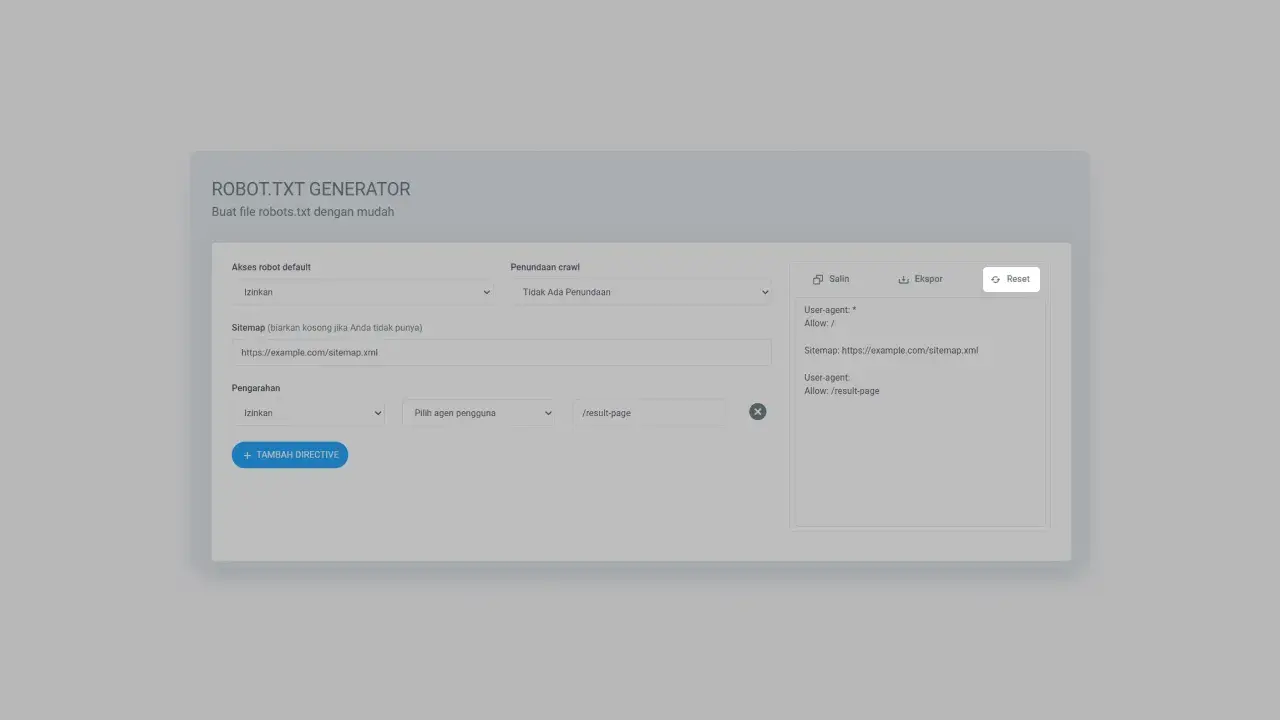 ROBOT.TXT GENERATOR
Buat file robots.txt dengan mudah
Akses robot default
Penundaan crawl
Izinkan
Tidak Ada Penundaan
Sitemap (biarkan kosong jika Anda tidak punya)
https://example.com/sitemap.xml
Pengarahan
Izinkan
Pilih agen pengguna
/result-page
+ TAMBAH DIRECTIVE
Salin
Ekspor
Reset
User-agent: *
Allow: /
Sitemap: https://example.com/sitemap.xml
User-agent:
Allow: /result-page